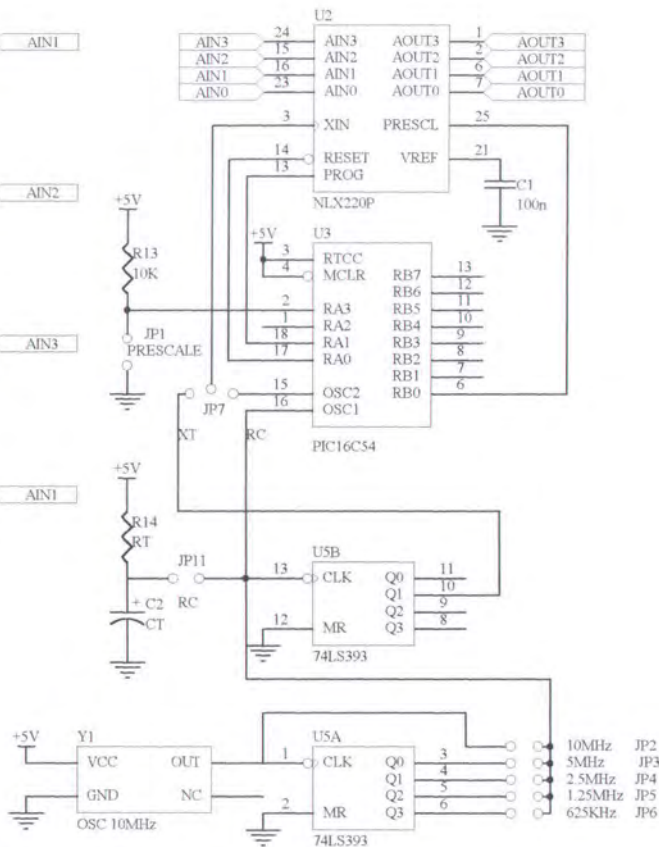 U2
AIN1
AIN3 24 AIN3 AOUT3 1 AOUT3
AIN2 15 AIN2 AOUT2 2 AOUT2
AIN1 16 AIN1 AOUT1 6 AOUT1
AIN0 23 AIN0 AOUT0 7 AOUT0
3 XIN PRESCL 25
14 RESET VREF 21
13 PROG
C1
100n
NLX220P
AIN2
+5V
R13
10K
U3
+5V
3 RTCC
4 MCLR RB7 13
RB6 12
2 RA3 RB5 11
1 RA2 RB4 10
18 RA1 RB3 9
17 RA0 RB2 8
RB1 7
15 OSC2 RB0 6
16 OSC1
AIN3
JP1
PRESCALE
JP7
XT RC
PIC16C54
AIN1
+5V
R14
RT
JP11
RC
+ C2
CT
U5B
13 CLK Q0 11
Q1 10
Q2 9
12 MR Q3 8
74LS393
+5V
Y1
VCC OUT
GND NC
OSC 10MHz
U5A
1 CLK Q0 3
Q1 4
Q2 5
2 MR Q3 6
74LS393
10MHz JP2
5MHz JP3
2.5MHz JP4
1.25MHz JP5
625KHz JP6